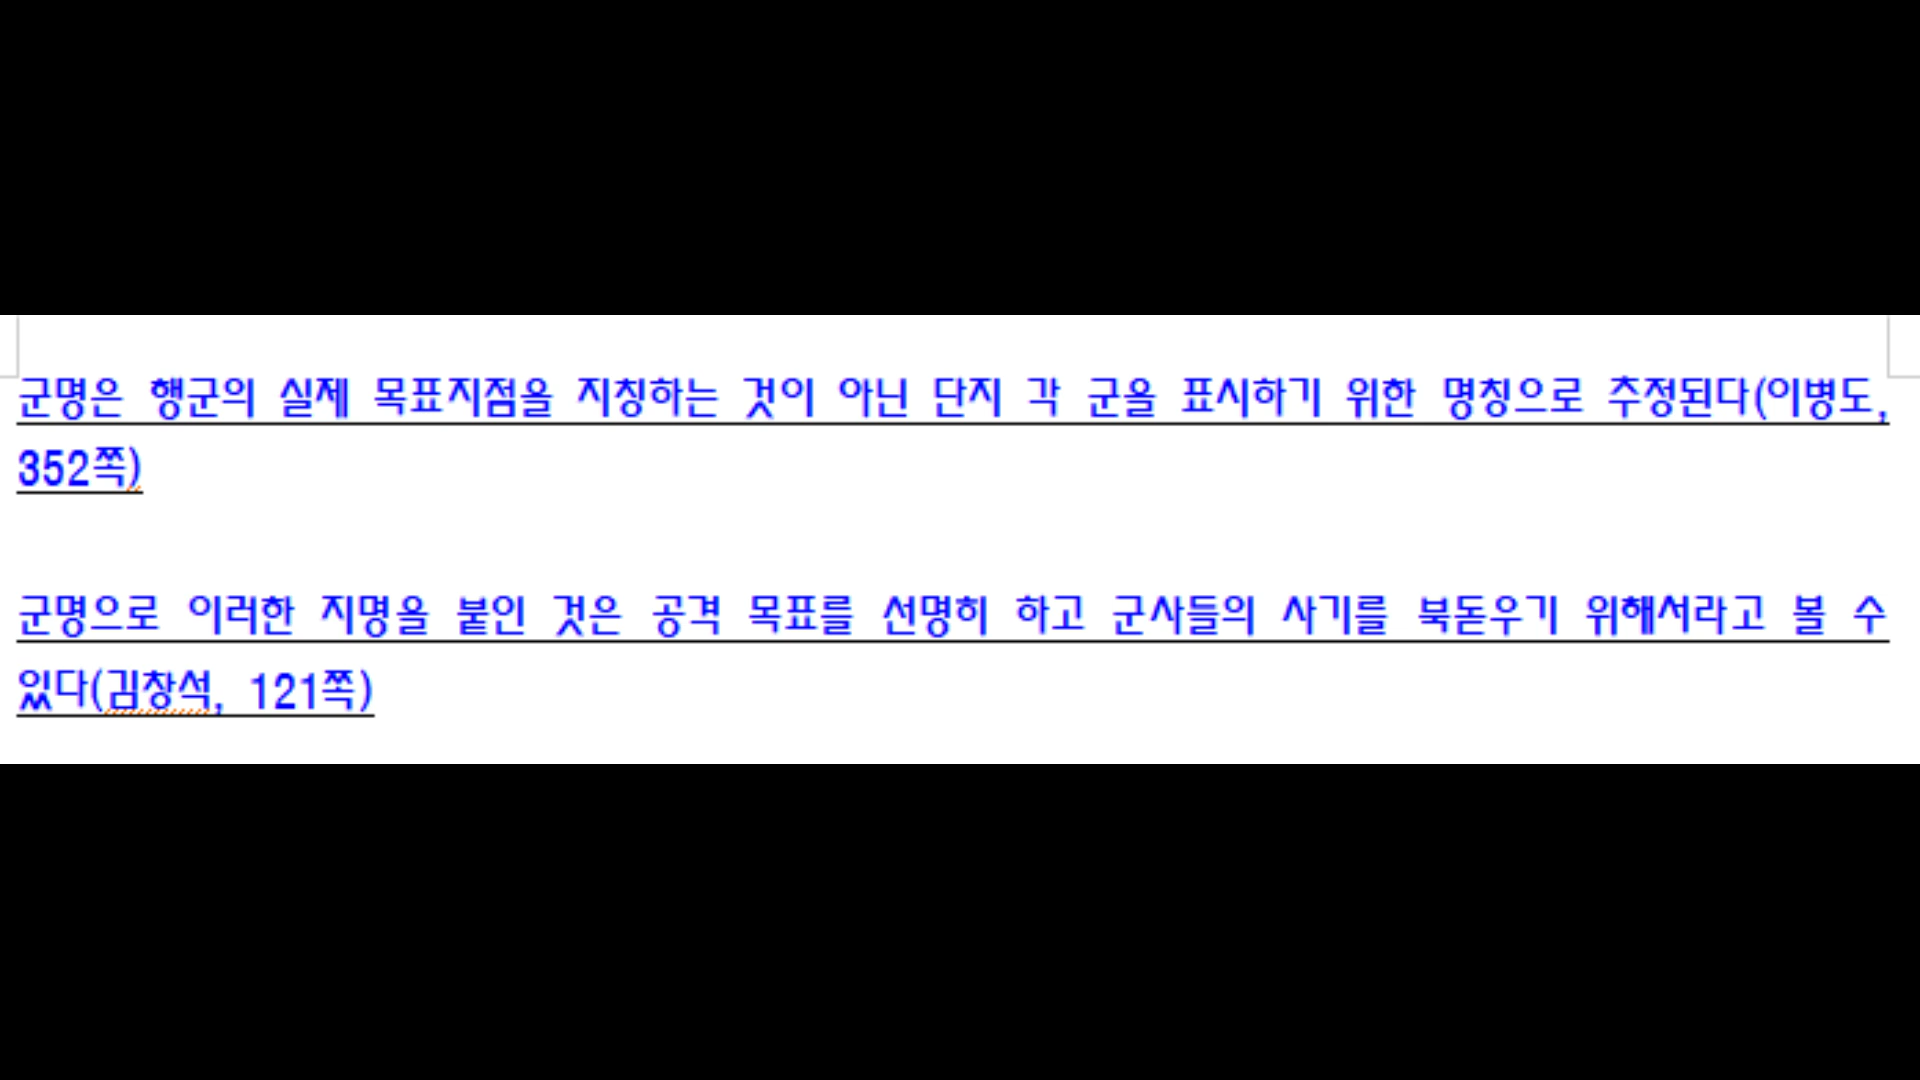 군명은 행군의 실제 목표지점을 지칭하는 것이 아닌 단지 각 군을 표시하기 위한 명칭으로 추정된다(이병도,
352쪽)
군명으로 이러한 지명을 붙인 것은 공격 목표를 선명히 하고 군사들의 사기를 북돋우기 위해서라고 볼 수
있다(김창석, 121쪽)